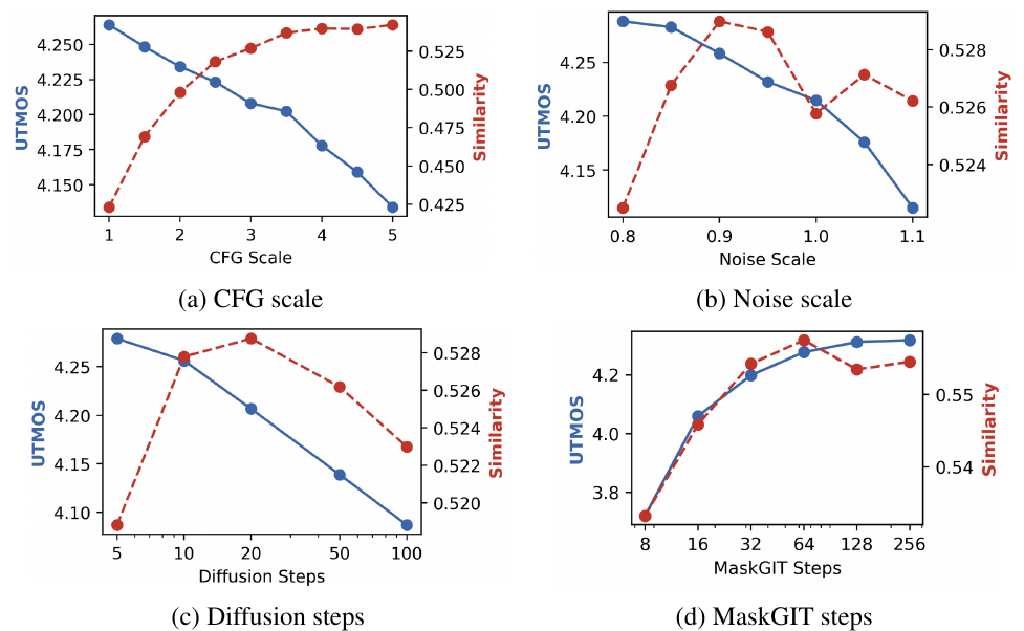 4.250
4.225
4.200
4.175
4.150
UTMOS
0.525
0.500
0.475
0.450
0.425
Similarity
1 2 3 4 5
CFG Scale
(a) CFG scale
4.25
4.20
4.15
UTMOS
0.528
0.526
0.524
Similarity
0.8 0.9 1.0 1.1
Noise Scale
(b) Noise scale
4.25
4.20
4.15
4.10
UTMOS
0.528
0.526
0.524
0.522
0.520
Similarity
5 10 20 50 100
Diffusion Steps
(c) Diffusion steps
4.2
4.0
3.8
UTMOS
0.55
0.54
Similarity
8 16 32 64 128 256
MaskGIT Steps
(d) MaskGIT steps